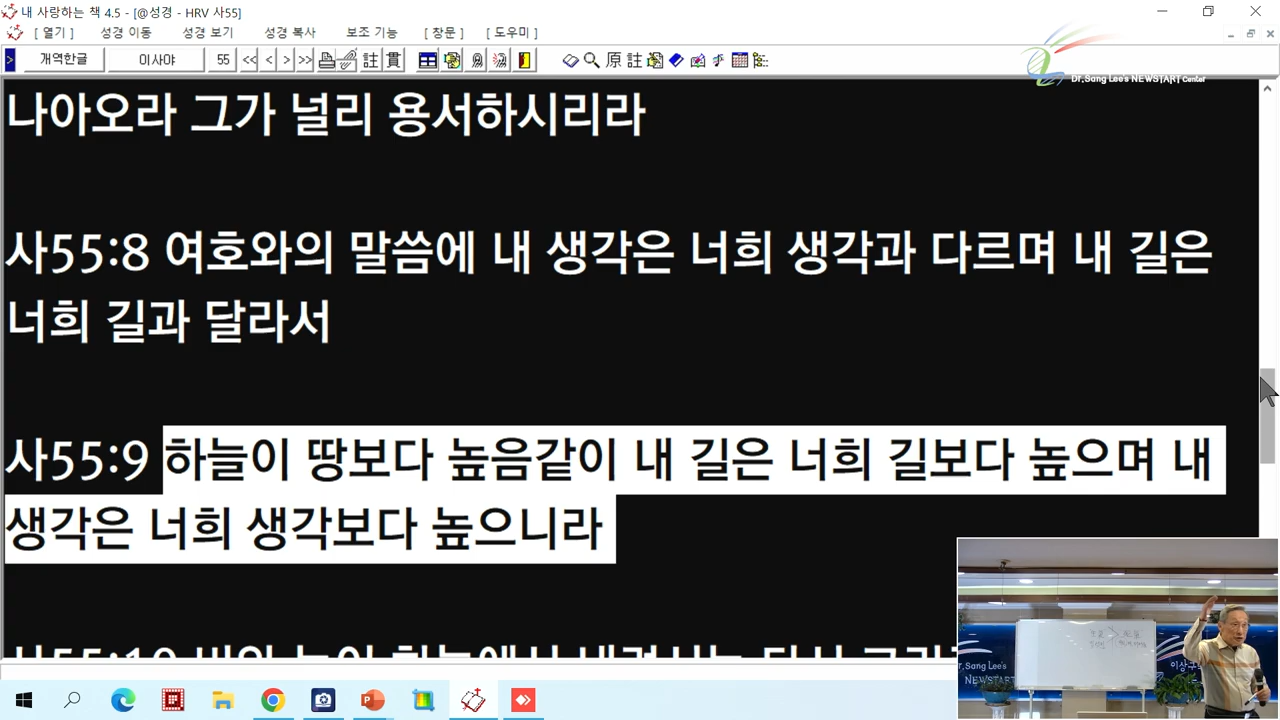 내 사랑하는 책 4.5 - [@성경 - HRV 사55]
[ 열기 ] 성경 이동 성경 보기 성경 복사 보조 기능 [ 창문 ] [ 도우미 ]
개역한글 이사야 55 << < > >> 註 貫 原 註
Dr.Sang Lee's NEWSTART Center
나아오라 그가 널리 용서하시리라
사55:8 여호와의 말씀에 내 생각은 너희 생각과 다르며 내 길은
너희 길과 달라서
사55:9 하늘이 땅보다 높음같이 내 길은 너희 길보다 높으며 내
생각은 너희 생각보다 높으니라
Dr.Sang Lee's
NEWSTART
이상구